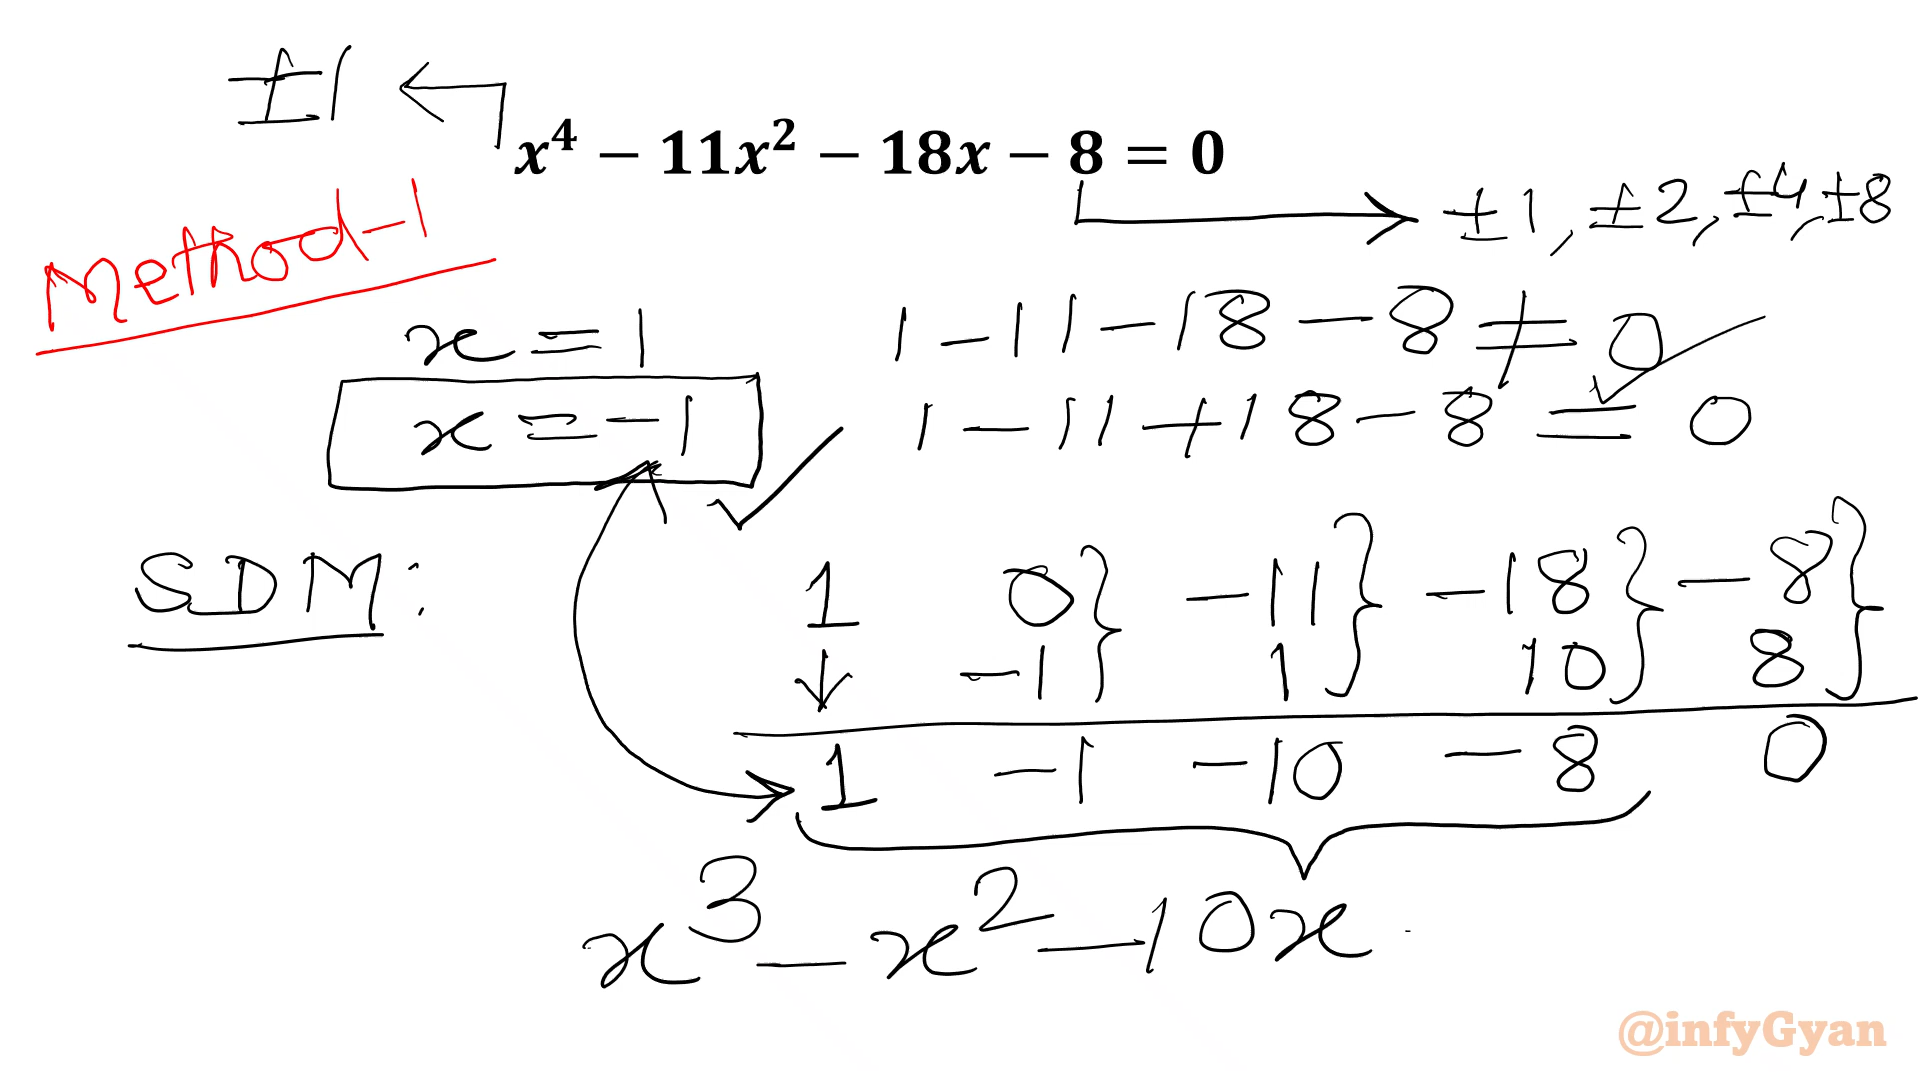 ±1
x⁴ − 11x² − 18x − 8 = 0
±1, ±2, ±4, ±8
Method-1
x = 1
1 − 11 − 18 − 8 ≠ 0
x = −1
1 − 11 + 18 − 8 = 0
SDM:
1 0 −11 −18 −8
−1 1 10 8
1 −1 −10 −8 0
x³ − x² − 10x
@infyGyan